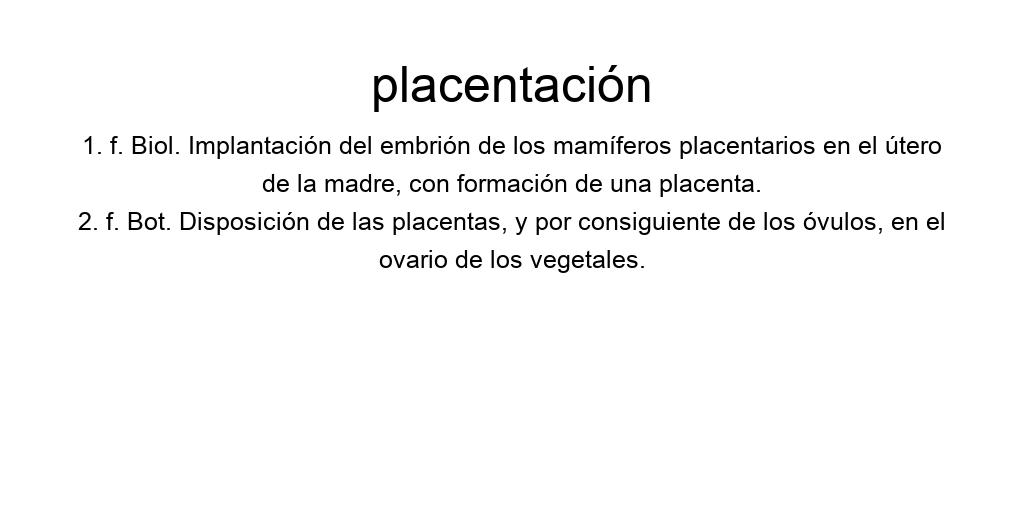 placentación
1. f. Biol. Implantación del embrión de los mamíferos placentarios en el útero
de la madre, con formación de una placenta.
2. f. Bot. Disposición de las placentas, y por consiguiente de los óvulos, en el
ovario de los vegetales.